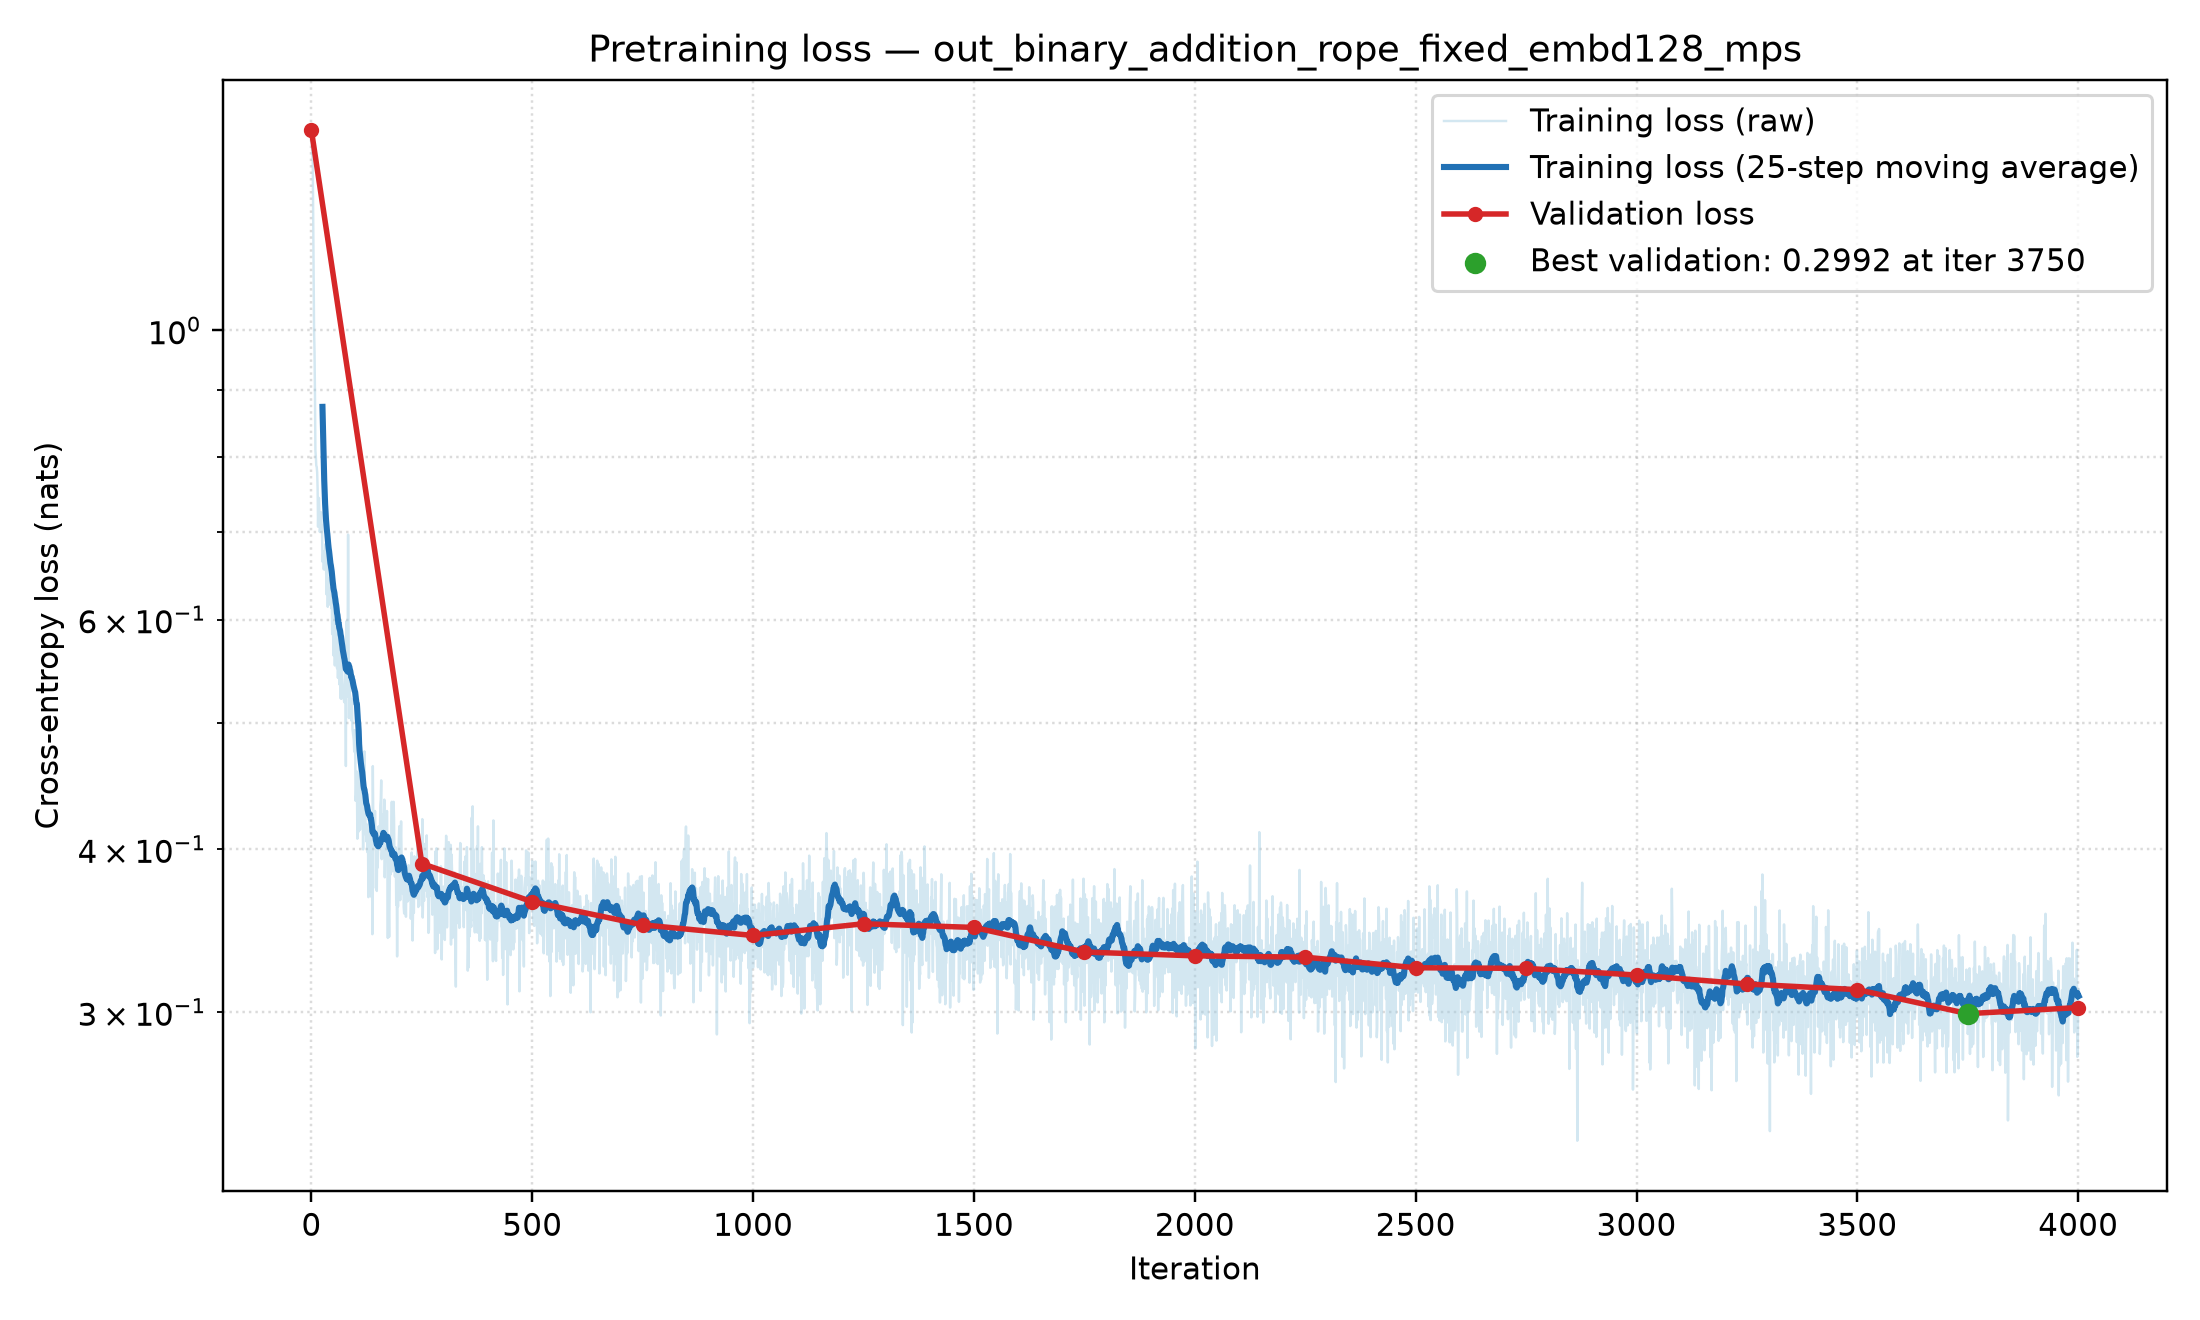 Pretraining loss — out_binary_addition_rope_fixed_embd128_mps
Training loss (raw)
Training loss (25-step moving average)
Validation loss
Best validation: 0.2992 at iter 3750
Cross-entropy loss (nats)
10⁰
6 × 10⁻¹
4 × 10⁻¹
3 × 10⁻¹
0 500 1000 1500 2000 2500 3000 3500 4000
Iteration